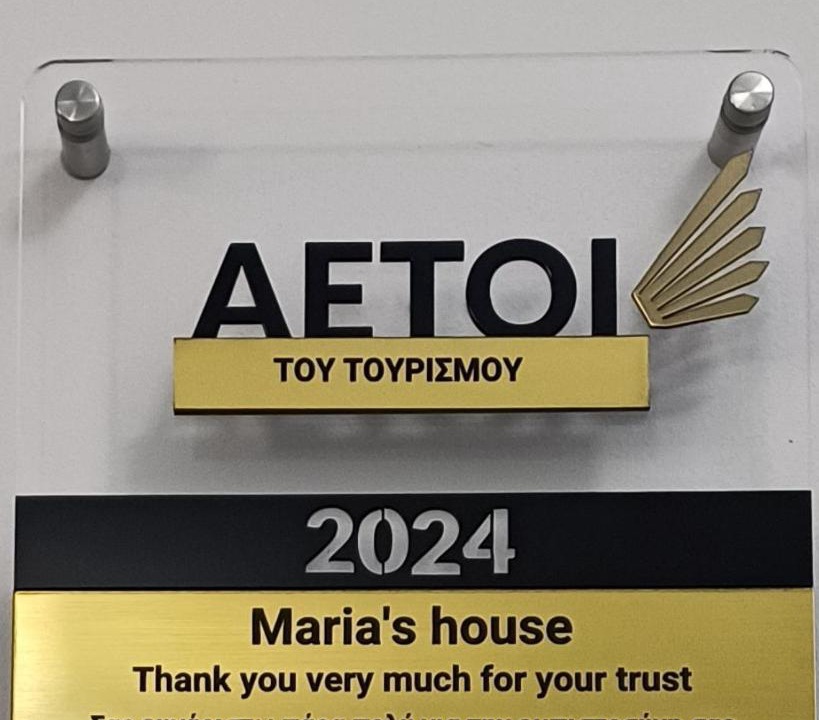 ΑΕΤΟΙ
ΤΟΥ ΤΟΥΡΙΣΜΟΥ
2024
Maria's house
Thank you very much for your trust